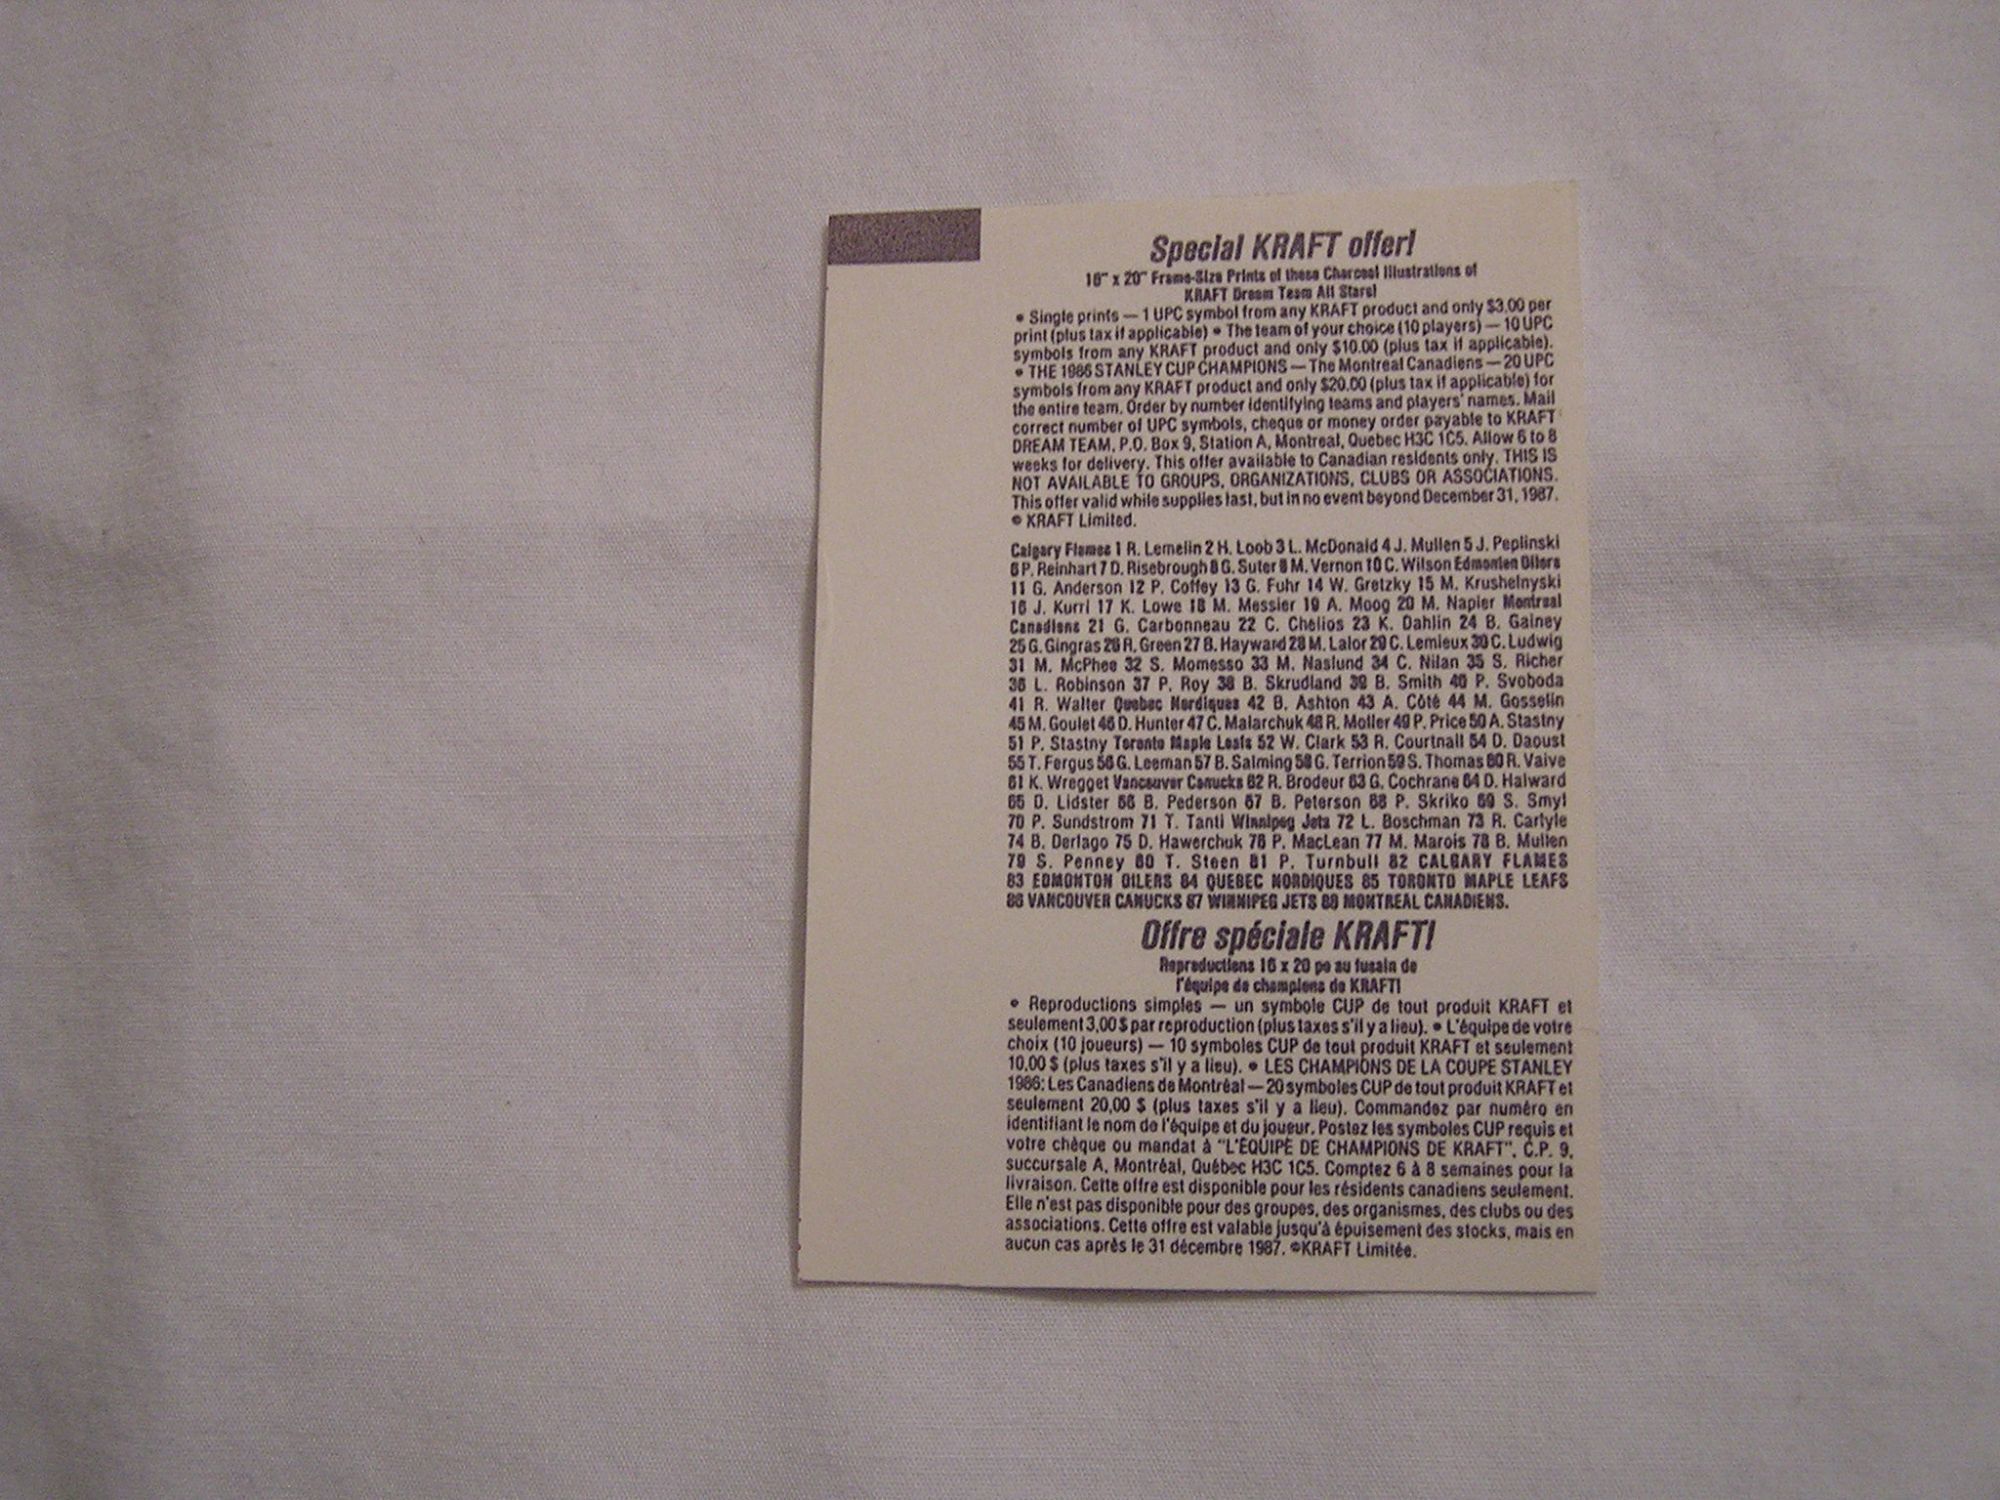 Special KRAFT offer!
16" x 20" Frame-Size Prints of these Charcoal Illustrations of
KRAFT Dream Team All Stars!
• Single prints — 1 UPC symbol from any KRAFT product and only $3.00 per
print (plus tax if applicable) • The team of your choice (10 players) — 10 UPC
symbols from any KRAFT product and only $10.00 (plus tax if applicable).
• THE 1986 STANLEY CUP CHAMPIONS — The Montreal Canadiens — 20 UPC
symbols from any KRAFT product and only $20.00 (plus tax if applicable) for
the entire team. Order by number identifying teams and players' names. Mail
correct number of UPC symbols, cheque or money order payable to KRAFT
DREAM TEAM, P.O. Box 9, Station A, Montreal, Quebec H3C 1C5. Allow 6 to 8
weeks for delivery. This offer available to Canadian residents only. THIS IS
NOT AVAILABLE TO GROUPS, ORGANIZATIONS, CLUBS OR ASSOCIATIONS.
This offer valid while supplies last, but in no event beyond December 31, 1987.
© KRAFT Limited.
Calgary Flames 1 R. Lemelin 2 H. Loob 3 L. McDonald 4 J. Mullen 5 J. Peplinski
6 P. Reinhart 7 D. Risebrough 8 G. Suter 9 M. Vernon 10 C. Wilson Edmonton Oilers
11 G. Anderson 12 P. Coffey 13 G. Fuhr 14 W. Gretzky 15 M. Krushelnyski
16 J. Kurri 17 K. Lowe 18 M. Messier 19 A. Moog 20 M. Napier Montreal
Canadiens 21 G. Carbonneau 22 C. Chelios 23 K. Dahlin 24 B. Gainey
25 G. Gingras 26 R. Green 27 B. Hayward 28 M. Lalor 29 C. Lemieux 30 C. Ludwig
31 M. McPhee 32 S. Momesso 33 M. Naslund 34 C. Nilan 35 S. Richer
36 L. Robinson 37 P. Roy 38 B. Skrudland 39 B. Smith 40 P. Svoboda
41 R. Walter Quebec Nordiques 42 B. Ashton 43 A. Côté 44 M. Gosselin
45 M. Goulet 46 D. Hunter 47 C. Malarchuk 48 R. Moller 49 P. Price 50 A. Stastny
51 P. Stastny Toronto Maple Leafs 52 W. Clark 53 R. Courtnall 54 D. Daoust
55 T. Fergus 56 G. Leeman 57 B. Salming 58 G. Terrion 59 S. Thomas 60 R. Vaive
61 K. Wregget Vancouver Canucks 62 R. Brodeur 63 G. Cochrane 64 D. Halward
65 D. Lidster 66 B. Pederson 67 B. Peterson 68 P. Skriko 69 S. Smyl
70 P. Sundstrom 71 T. Tanti Winnipeg Jets 72 L. Boschman 73 R. Carlyle
74 B. Derlago 75 D. Hawerchuk 76 P. MacLean 77 M. Marois 78 B. Mullen
79 S. Penney 80 T. Steen 81 P. Turnbull 82 CALGARY FLAMES
83 EDMONTON OILERS 84 QUEBEC NORDIQUES 85 TORONTO MAPLE LEAFS
86 VANCOUVER CANUCKS 87 WINNIPEG JETS 88 MONTREAL CANADIENS.
Offre spéciale KRAFT!
Reproductions 16 x 20 po au fusain de
l'équipe de champions de KRAFT!
• Reproductions simples — un symbole CUP de tout produit KRAFT et
seulement 3,00 $ par reproduction (plus taxes s'il y a lieu). • L'équipe de votre
choix (10 joueurs) — 10 symboles CUP de tout produit KRAFT et seulement
10.00 $ (plus taxes s'il y a lieu). • LES CHAMPIONS DE LA COUPE STANLEY
1986: Les Canadiens de Montréal — 20 symboles CUP de tout produit KRAFT et
seulement 20,00 $ (plus taxes s'il y a lieu). Commandez par numéro en
identifiant le nom de l'équipe et du joueur. Postez les symboles CUP requis et
votre chèque ou mandat à "L'ÉQUIPE DE CHAMPIONS DE KRAFT", C.P. 9,
succursale A, Montréal, Québec H3C 1C5. Comptez 6 à 8 semaines pour la
livraison. Cette offre est disponible pour les résidents canadiens seulement.
Elle n'est pas disponible pour des groupes, des organismes, des clubs ou des
associations. Cette offre est valable jusqu'à épuisement des stocks, mais en
aucun cas après le 31 décembre 1987. ©KRAFT Limitée.